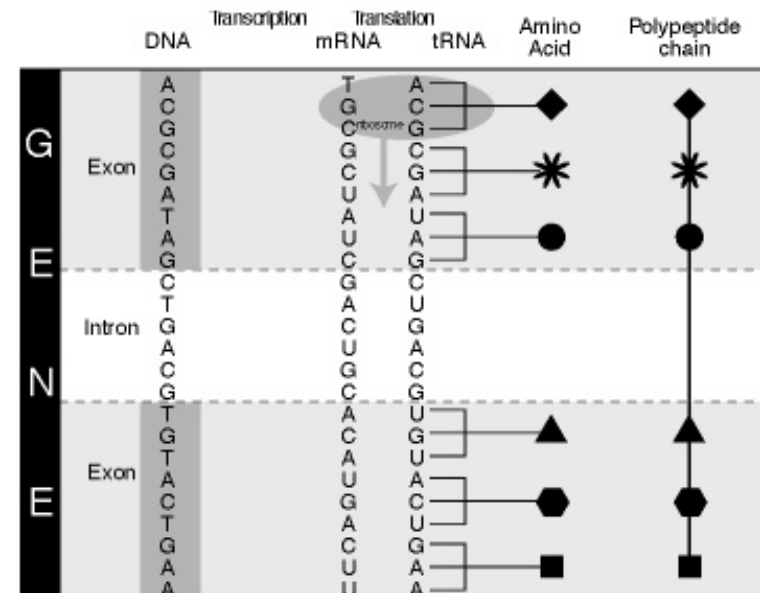 Transcription Translation
DNA mRNA tRNA Amino Acid Polypeptide chain
A T A
C G C
G C ribosome G
G C G C
Exon G C G
A U A
T A U
A U A
E G C G
C G C
T A U
Intron G C G
A U A
C G C
N G C G
T A U
G C G
T A U
Exon A U A
E C G C
T A U
G C G
A U A
A U A